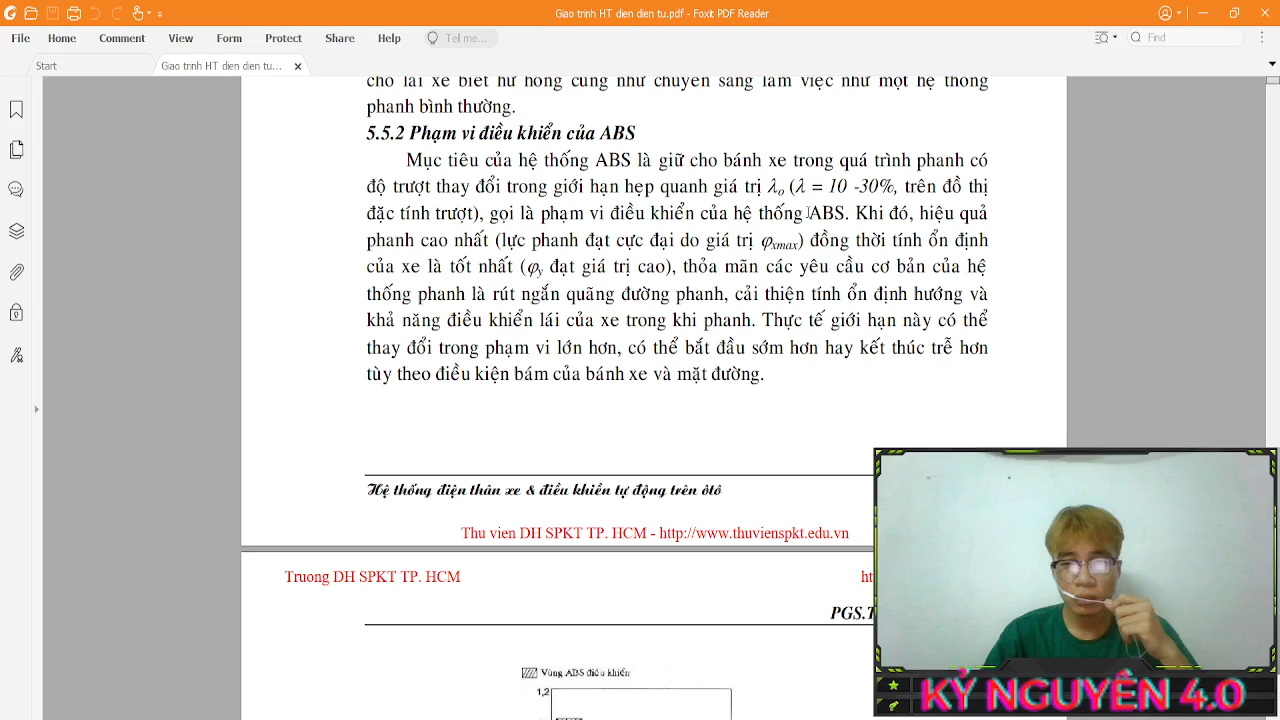 Giao trinh HT dien dien tu.pdf - Foxit PDF Reader
File Home Comment View Form Protect Share Help Tell me... Find
Start Giao trinh HT dien dien tu...
cho lái xe biết hư hỏng cũng như chuyển sang làm việc như một hệ thống
phanh bình thường.
5.5.2 Phạm vi điều khiển của ABS
Mục tiêu của hệ thống ABS là giữ cho bánh xe trong quá trình phanh có
độ trượt thay đổi trong giới hạn hẹp quanh giá trị λo (λ = 10 -30%, trên đồ thị
đặc tính trượt), gọi là phạm vi điều khiển của hệ thống ABS. Khi đó, hiệu quả
phanh cao nhất (lực phanh đạt cực đại do giá trị φxmax) đồng thời tính ổn định
của xe là tốt nhất (φy đạt giá trị cao), thỏa mãn các yêu cầu cơ bản của hệ
thống phanh là rút ngắn quãng đường phanh, cải thiện tính ổn định hướng và
khả năng điều khiển lái của xe trong khi phanh. Thực tế giới hạn này có thể
thay đổi trong phạm vi lớn hơn, có thể bắt đầu sớm hơn hay kết thúc trễ hơn
tùy theo điều kiện bám của bánh xe và mặt đường.
Hệ thống điện thân xe & điều khiển tự động trên ôtô
Thu vien DH SPKT TP. HCM - http://www.thuvienspkt.edu.vn
Truong DH SPKT TP. HCM
PGS.T
Vùng ABS điều khiển
1,2
KỶ NGUYÊN 4.0